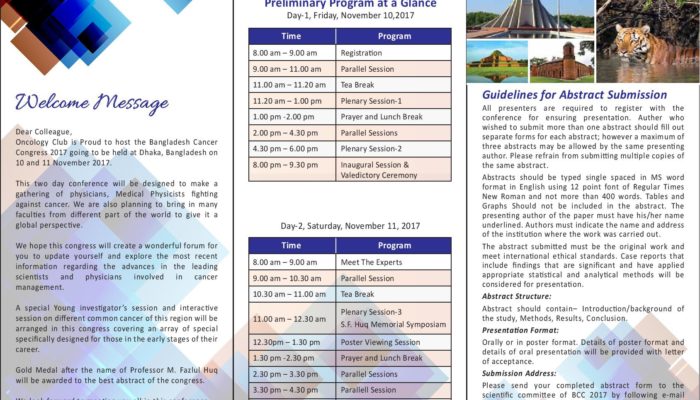 Welcome Message
Dear Colleague,
Oncology Club is Proud to host the Bangladesh Cancer
Congress 2017 going to be held at Dhaka, Bangladesh on
10 and 11 November 2017.
This two day conference will be designed to make a
gathering of physicians, Medical Physicists fighting
against cancer. We are also planning to bring in many
faculties from different part of the world to give it a
global perspective.
We hope this congress will create a wonderful forum for
you to update yourself and explore the most recent
information regarding the advances in the leading
scientists and physicians involved in cancer
management.
A special Young investigator's session and interactive
session on different common cancer of this region will be
arranged in this congress covering an array of special
specifically designed for those in the early stages of their
career.
Gold Medal after the name of Professor M. Fazlul Huq
will be awarded to the best abstract of the congress.
Preliminary Program at a Glance
Day-1, Friday, November 10,2017
Time Program
8.00 am – 9.00 am Registration
9.00 am – 11.00 am Parallel Session
11.00 am – 11.20 am Tea Break
11.20 am – 1.00 pm Plenary Session-1
1.00 pm -2.00 pm Prayer and Lunch Break
2.00 pm – 4.30 pm Parallel Sessions
4.30 pm – 6.00 pm Plenary Session-2
8.00 pm – 9.30 pm Inaugural Session &
Valedictory Ceremony
Day-2, Saturday, November 11, 2017
Time Program
8.00 am – 9.00 am Meet The Experts
9.00 am – 10.30 am Parallel Session
10.30 am – 11.00 am Tea Break
11.00 am – 12.30 am Plenary Session-3
S.F. Huq Memorial Symposiam
12.30pm – 1.30 pm Poster Viewing Session
1.30 pm -2.30 pm Prayer and Lunch Break
2.30 pm – 3.30 pm Parallel Session
3.30 pm – 4.30 pm Parallell Session
Guidelines for Abstract Submission
All presenters are required to register with the
conference for ensuring presentation. Auther who
wished to submit more one abstract should fill out
separate forms for each abstract; however a maximum of
three abstracts may be allowed by the same presenting
author. Please refrain from submitting multiple copies of
the same abstract.
Abstracts should be typed single spaced in MS word
format in English using 12 point font of Regular Times
New Roman and not more than 400 words. Tables and
Graphs Should not be included in the abstract. The
presenting author of the paper must have his/her name
underlined. Authors must indicate the name and address
of the institution where the work was carried out.
The abstract submitted must be the original work and
meet international ethical standards. Case reports that
include findings that are significant and have applied
appropriate statistical and analytical methods will be
considered for presentation.
Abstract Structure:
Abstract should contain– Introduction/background of
the study, Methods, Results, Conclusion.
Presentation Format:
Orally or in poster format. Details of poster format and
details of oral presentation will be provided with letter
of acceptance.
Submission Address:
Please send your completed abstract form to the
scientific committee of BCC 2017 by following e-mail